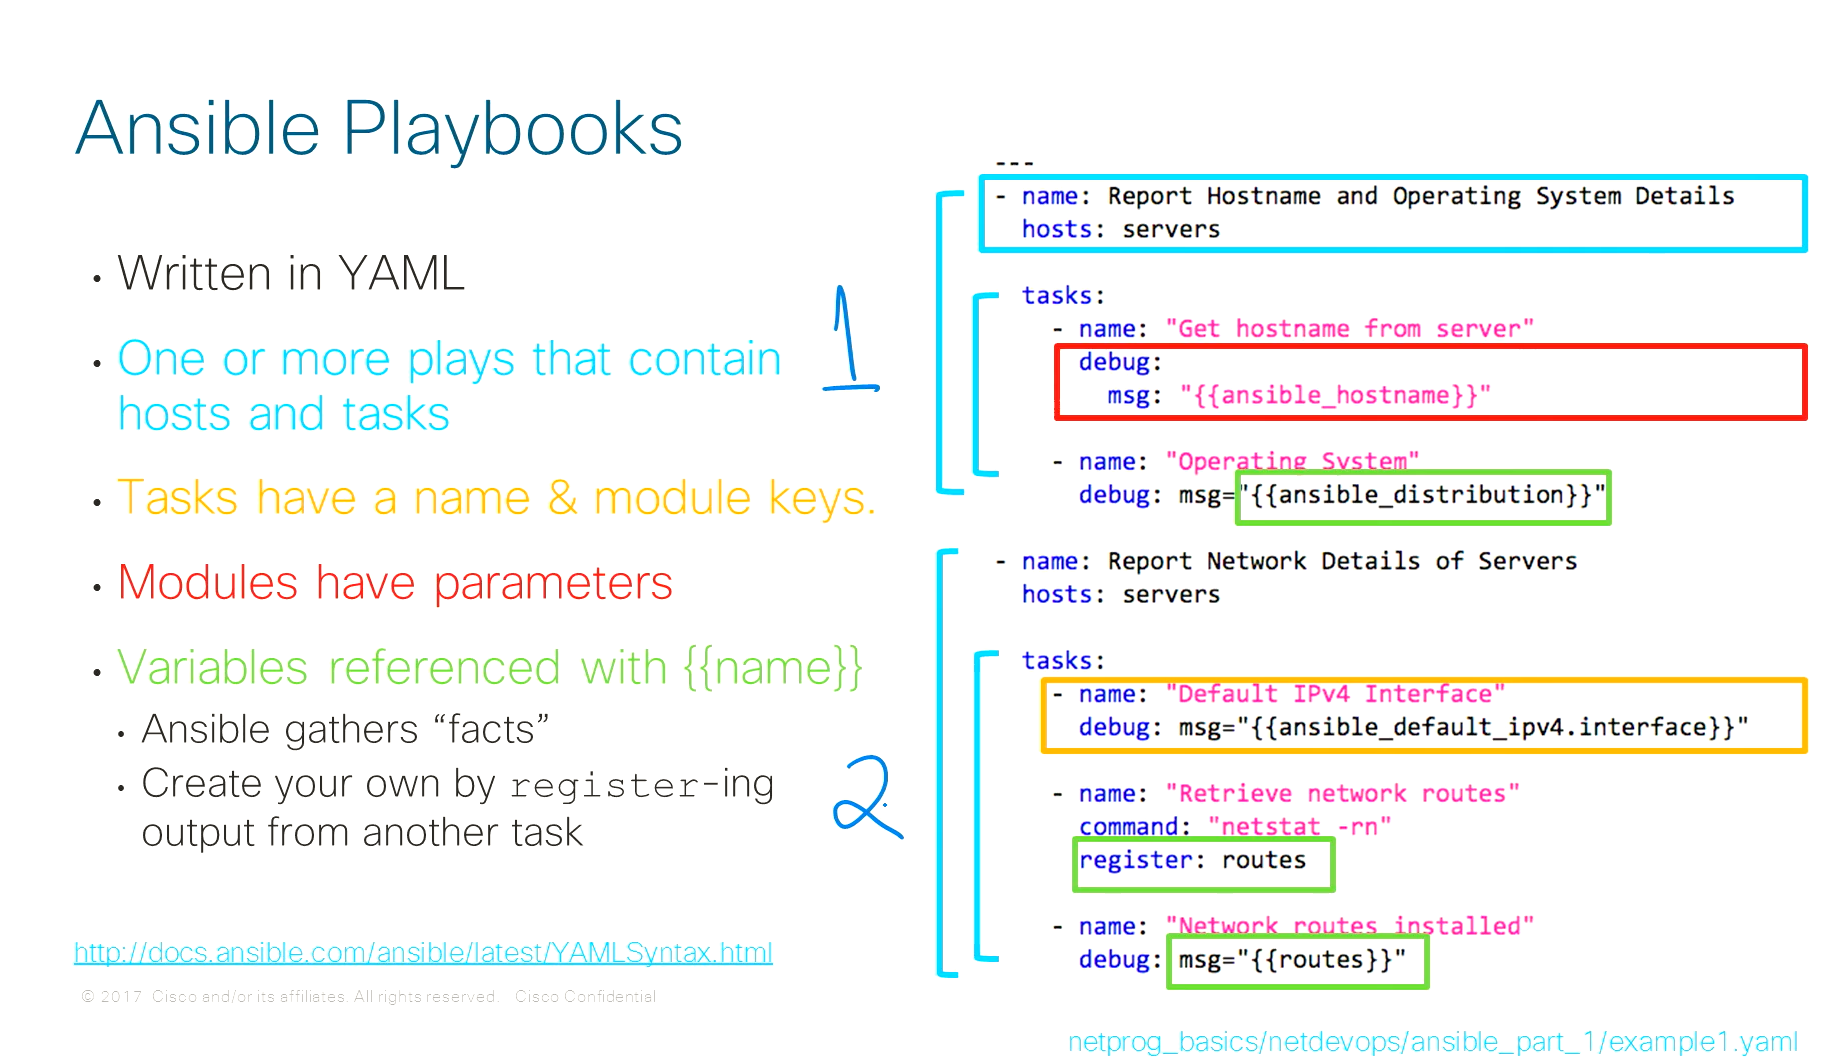 Ansible Playbooks
• Written in YAML
• One or more plays that contain
hosts and tasks
• Tasks have a name & module keys.
• Modules have parameters
• Variables referenced with {{name}}
• Ansible gathers “facts”
• Create your own by register-ing
output from another task
http://docs.ansible.com/ansible/latest/YAMLSyntax.html
© 2017 Cisco and/or its affiliates. All rights reserved. Cisco Confidential
1
2
---
- name: Report Hostname and Operating System Details
hosts: servers
tasks:
- name: "Get hostname from server"
debug:
msg: "{{ansible_hostname}}"
- name: "Operating System"
debug: msg="{{ansible_distribution}}"
- name: Report Network Details of Servers
hosts: servers
tasks:
- name: "Default IPv4 Interface"
debug: msg="{{ansible_default_ipv4.interface}}"
- name: "Retrieve network routes"
command: "netstat -rn"
register: routes
- name: "Network routes installed"
debug: msg="{{routes}}"
netprog_basics/netdevops/ansible_part_1/example1.yaml